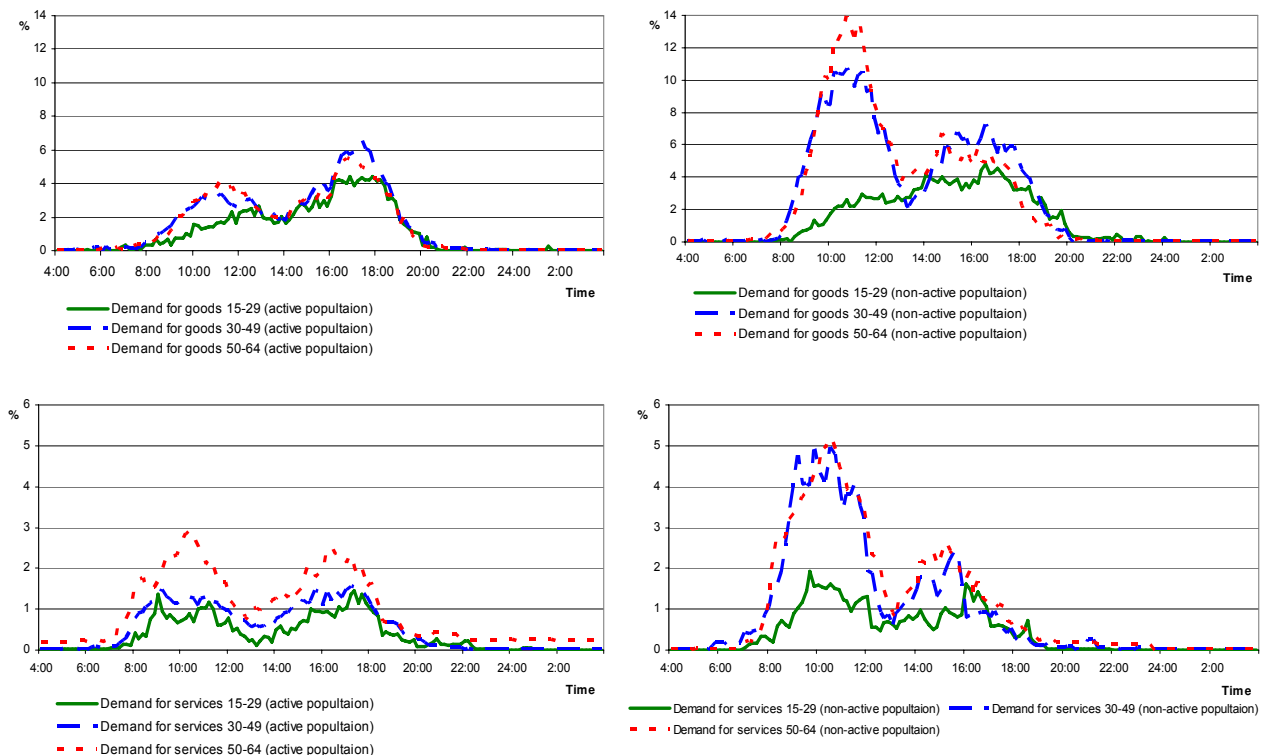 %
14
12
10
8
6
4
2
0
4:00 6:00 8:00 10:00 12:00 14:00 16:00 18:00 20:00 22:00 24:00 2:00
Time
Demand for goods 15-29 (active popultaion)
Demand for goods 30-49 (active popultaion)
Demand for goods 50-64 (active popultaion)
%
14
12
10
8
6
4
2
0
4:00 6:00 8:00 10:00 12:00 14:00 16:00 18:00 20:00 22:00 24:00 2:00
Time
Demand for goods 15-29 (non-active popultaion)
Demand for goods 30-49 (non-active popultaion)
Demand for goods 50-64 (non-active popultaion)
%
6
5
4
3
2
1
0
4:00 6:00 8:00 10:00 12:00 14:00 16:00 18:00 20:00 22:00 24:00 2:00
Time
Demand for services 15-29 (active popultaion)
Demand for services 30-49 (active popultaion)
Demand for services 50-64 (active popultaion)
%
6
5
4
3
2
1
0
4:00 6:00 8:00 10:00 12:00 14:00 16:00 18:00 20:00 22:00 24:00 2:00
Time
Demand for services 15-29 (non-active popultaion) Demand for services 30-49 (non-active popultaion)
Demand for services 50-64 (non-active popultaion)